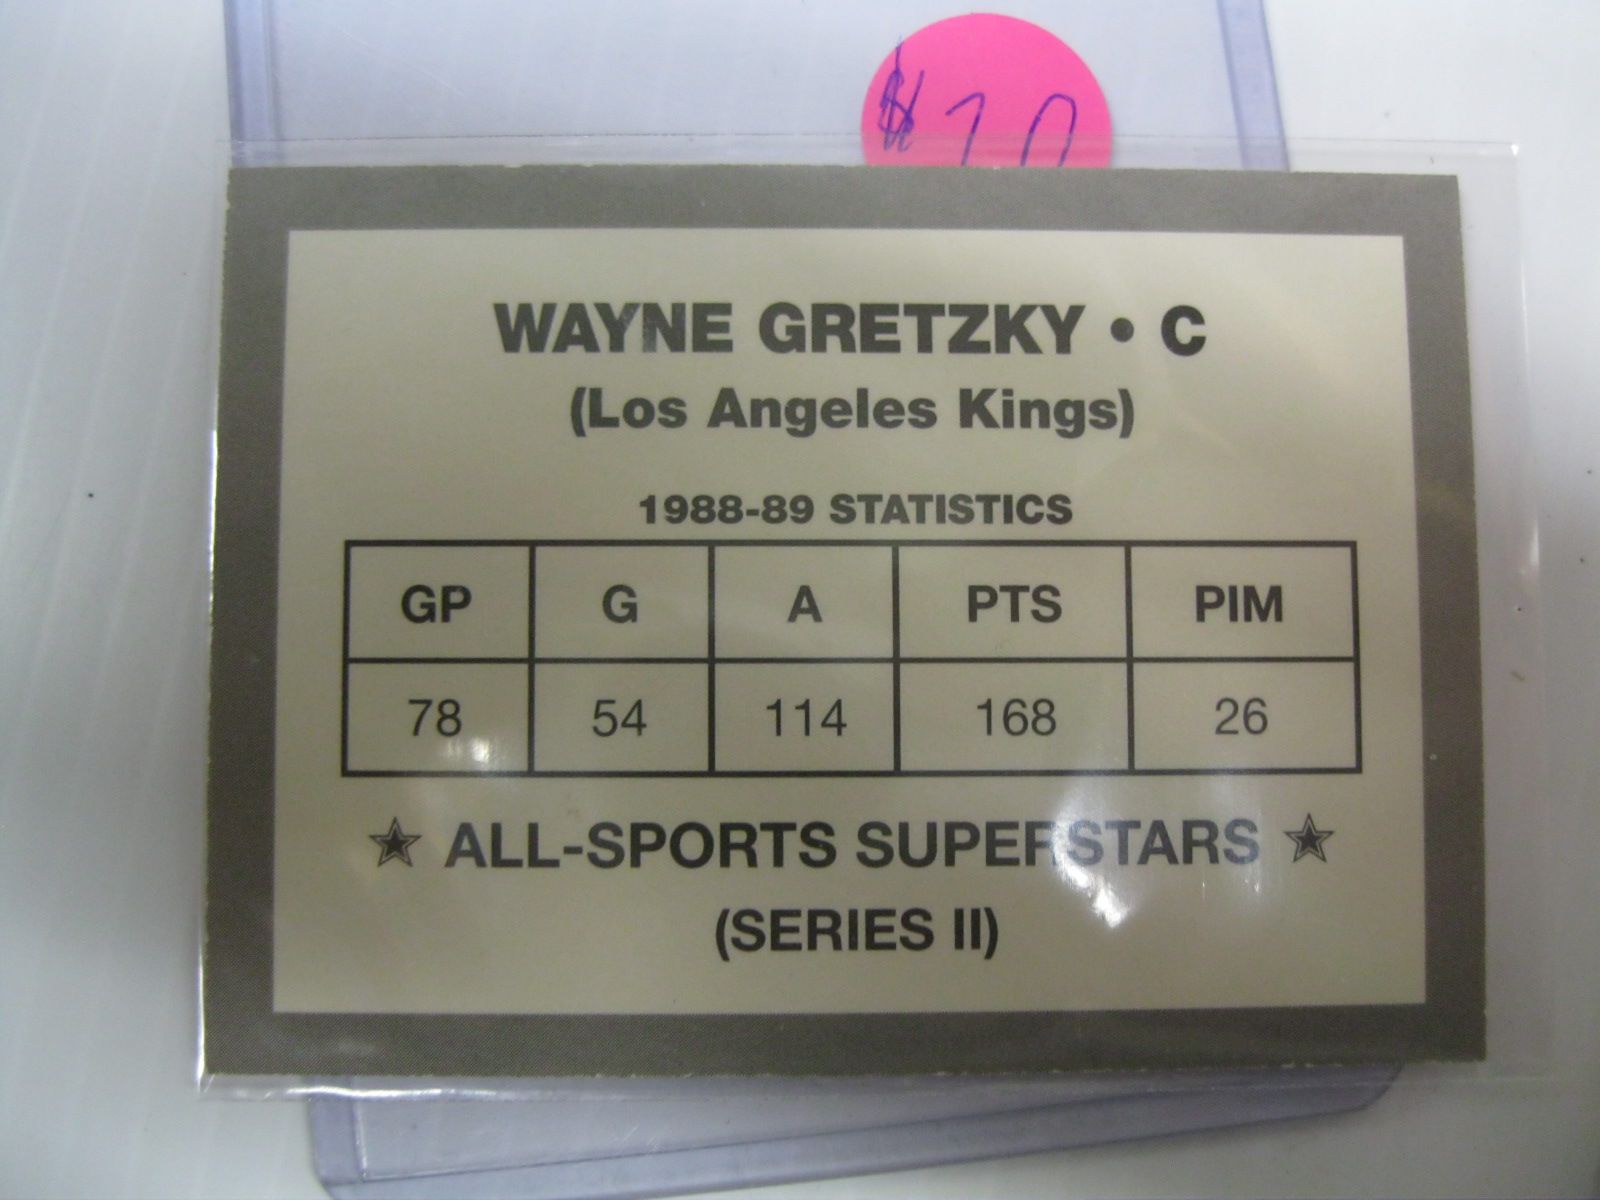 $10
WAYNE GRETZKY • C
(Los Angeles Kings)
1988-89 STATISTICS
GP G A PTS PIM
78 54 114 168 26
★ ALL-SPORTS SUPERSTARS ★
(SERIES II)